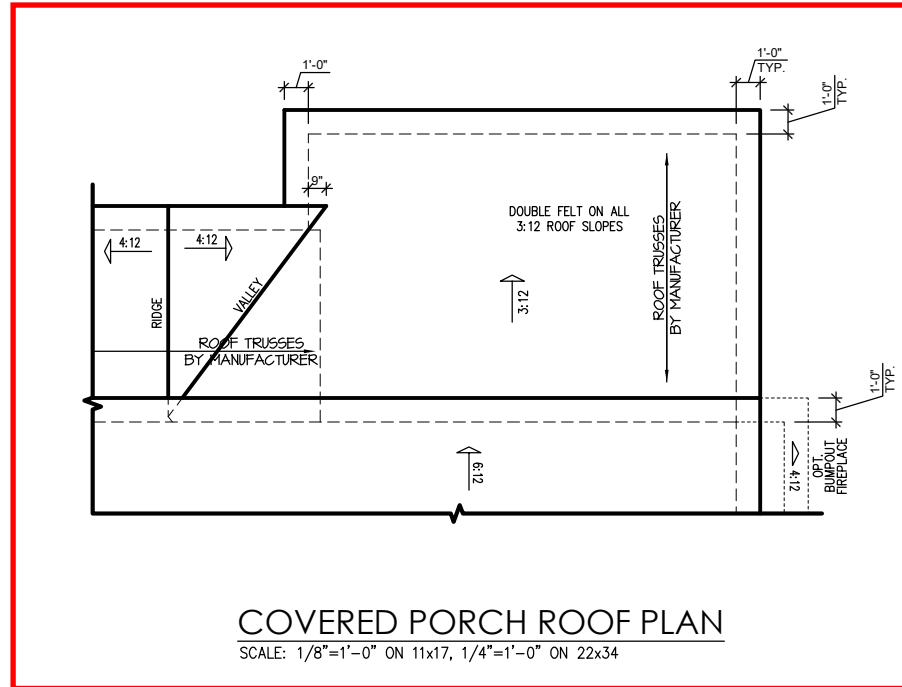 1'-0"
1'-0"
TYP.
1'-0"
TYP.
9"
DOUBLE FELT ON ALL
3:12 ROOF SLOPES
4:12
4:12
ROOF TRUSSES
BY MANUFACTURER
3:12
RIDGE
VALLEY
ROOF TRUSSES
BY MANUFACTURER
1'-0"
TYP.
6:12
4:12
OPT.
BUMPOUT
FIREPLACE
COVERED PORCH ROOF PLAN
SCALE: 1/8"=1'-0" ON 11x17, 1/4"=1'-0" ON 22x34